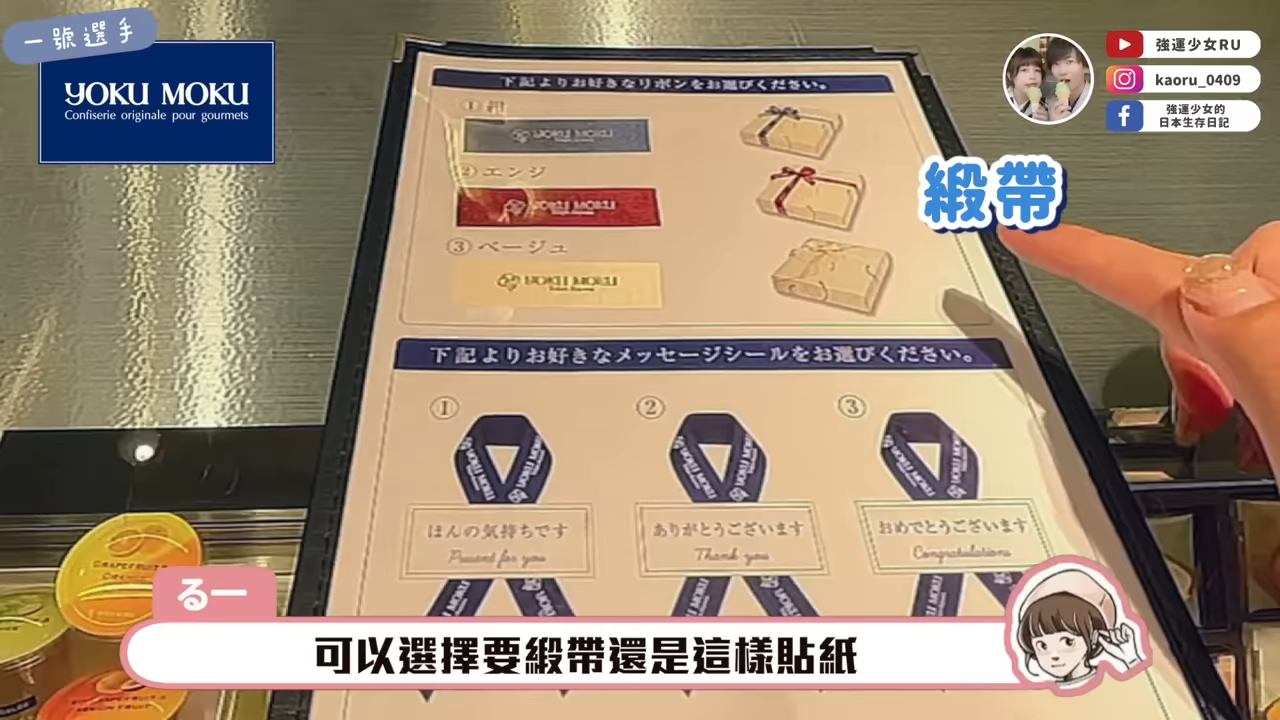 一號選手
YOKU MOKU
Confiserie originale pour gourmets
強運少女RU
kaoru_0409
強運少女的
日本生存日記
緞帶
下記よりお好きなリボンをお選びください。
① 紺
YOKU MOKU
② エンジ
YOKU MOKU
③ ベージュ
YOKU MOKU
下記よりお好きなメッセージシールをお選びください。
① ② ③
ほんの気持ちです
Present for you
ありがとうございます
Thank you
おめでとうございます
Congratulations
るー
可以選擇要緞帶還是這樣貼紙